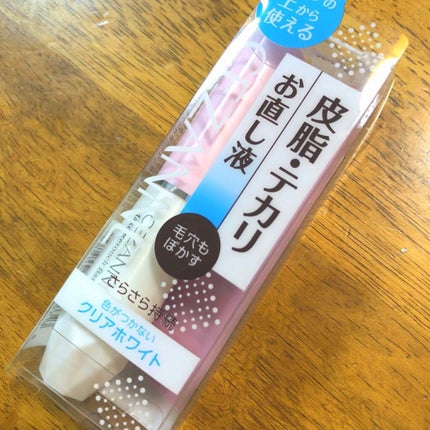 の
上から
使える
皮脂・テカリ
お直し液
毛穴も
ぼかす
CEZANNE
さらさら持続
色がつかない
クリアホワイト